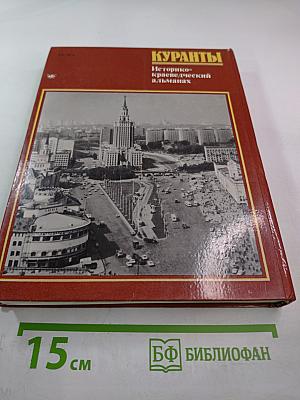 КУРАНТЫ
Историко-
краеведческий
альманах
15 см
БФ БИБЛИОФАН